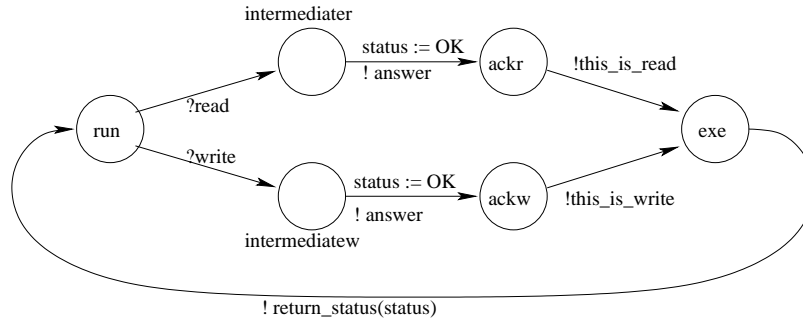 intermediater
status := OK
! answer
ackr
!this_is_read
?read
run
exe
?write
status := OK
! answer
ackw
!this_is_write
intermediatew
! return_status(status)